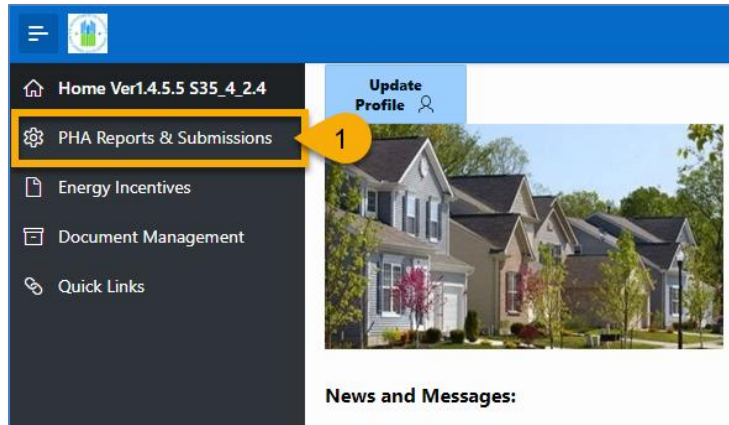 Home Ver1.4.5.5 S35_4_2.4
Update
Profile
PHA Reports & Submissions
1
Energy Incentives
Document Management
Quick Links
News and Messages: